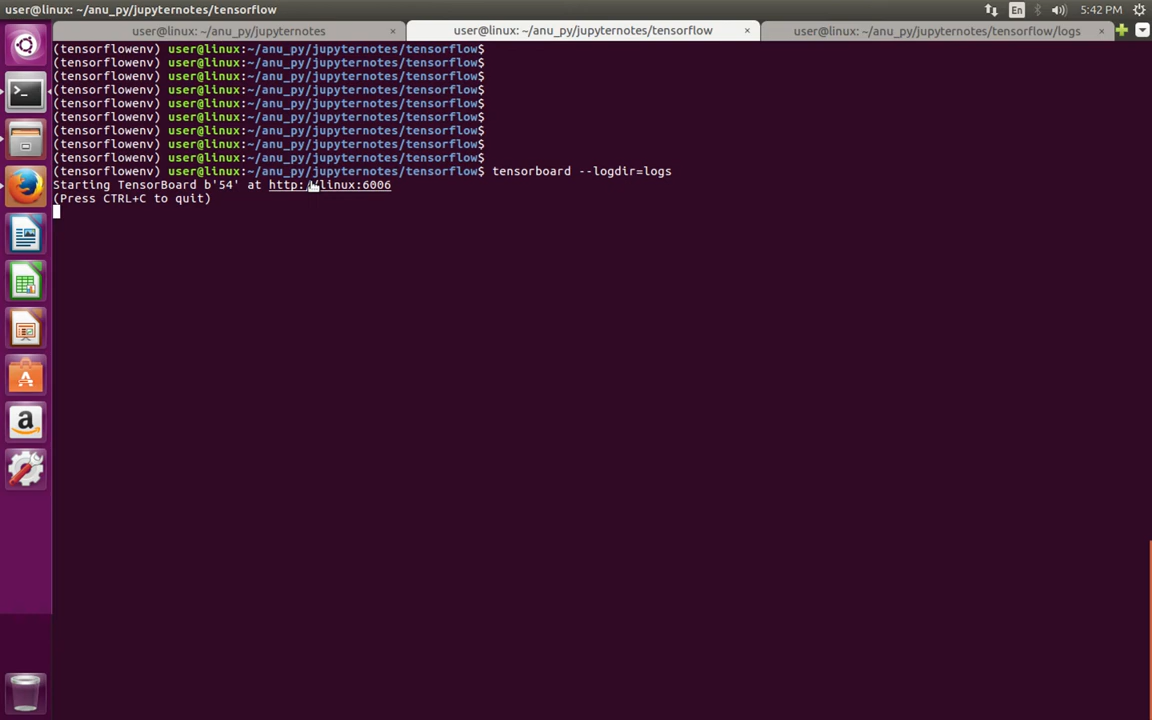 user@linux: ~/anu_py/jupyternotes/tensorflow
En
5:42 PM
user@linux: ~/anu_py/jupyternotes ×
user@linux: ~/anu_py/jupyternotes/tensorflow ×
user@linux: ~/anu_py/jupyternotes/tensorflow/logs ×
(tensorflowenv) user@linux:~/anu_py/jupyternotes/tensorflow$
(tensorflowenv) user@linux:~/anu_py/jupyternotes/tensorflow$
(tensorflowenv) user@linux:~/anu_py/jupyternotes/tensorflow$
(tensorflowenv) user@linux:~/anu_py/jupyternotes/tensorflow$
(tensorflowenv) user@linux:~/anu_py/jupyternotes/tensorflow$
(tensorflowenv) user@linux:~/anu_py/jupyternotes/tensorflow$
(tensorflowenv) user@linux:~/anu_py/jupyternotes/tensorflow$
(tensorflowenv) user@linux:~/anu_py/jupyternotes/tensorflow$
(tensorflowenv) user@linux:~/anu_py/jupyternotes/tensorflow$
(tensorflowenv) user@linux:~/anu_py/jupyternotes/tensorflow$ tensorboard --logdir=logs
Starting TensorBoard b'54' at http://linux:6006
(Press CTRL+C to quit)